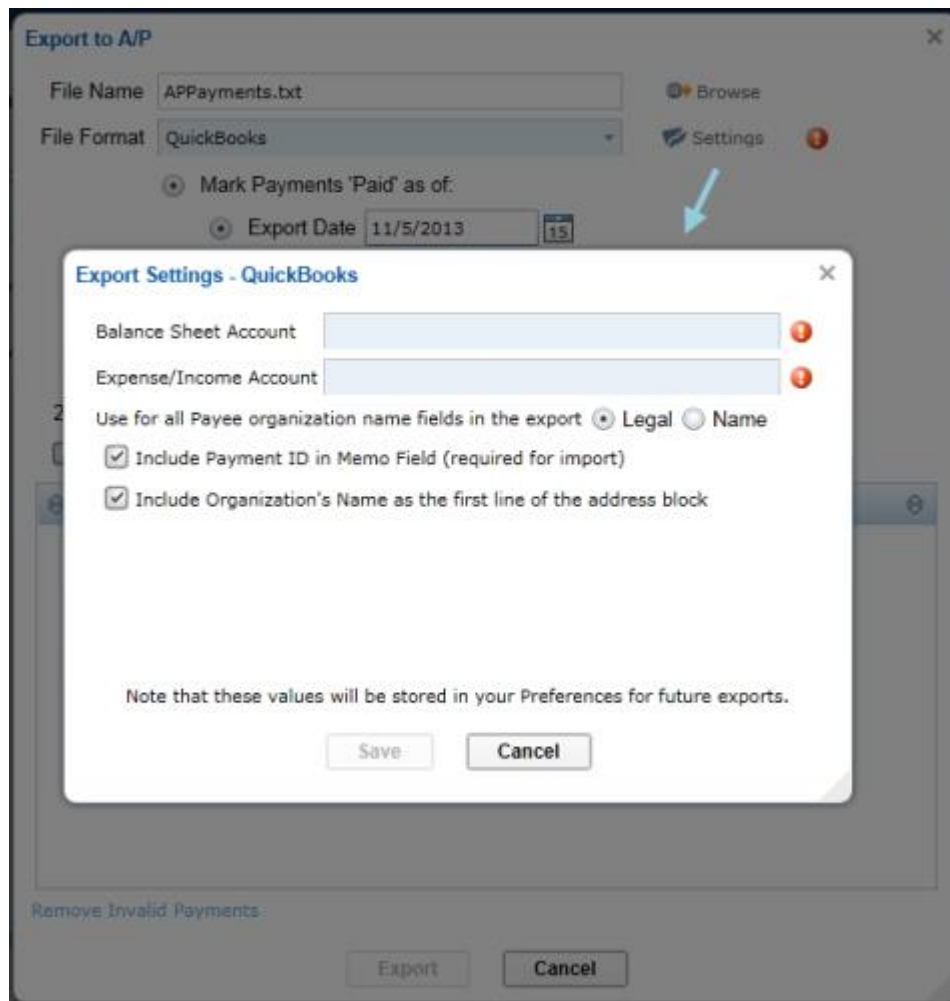 Export to A/P
File Name APPayments.txt Browse
File Format QuickBooks Settings
Mark Payments 'Paid' as of:
Export Date 11/5/2013 15
Export Settings - QuickBooks
Balance Sheet Account
Expense/Income Account
Use for all Payee organization name fields in the export Legal Name
Include Payment ID in Memo Field (required for import)
Include Organization's Name as the first line of the address block
Note that these values will be stored in your Preferences for future exports.
Save Cancel
2
Remove Invalid Payments
Export Cancel